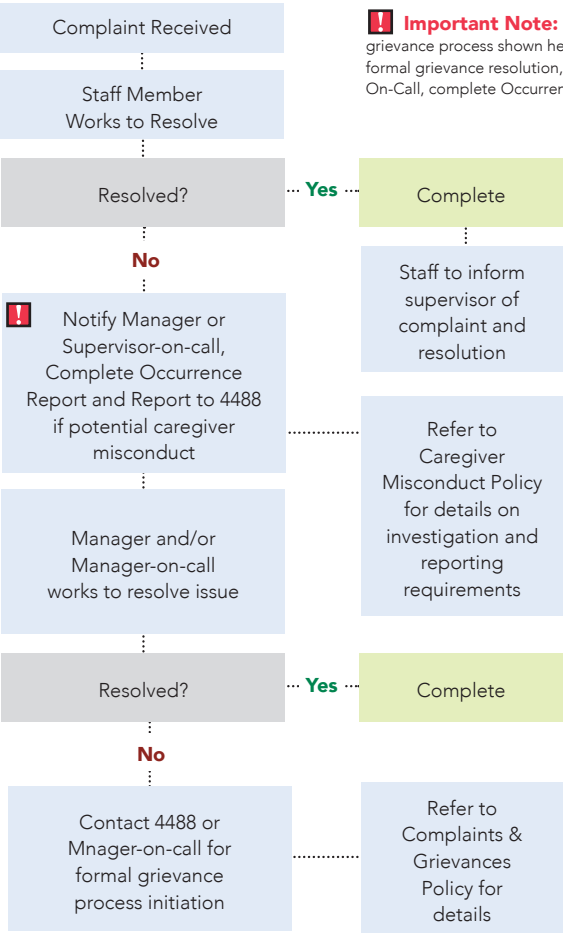 Complaint Received
! Important Note:
grievance process shown he
formal grievance resolution,
On-Call, complete Occurren
Staff Member
Works to Resolve
Resolved?
Yes
Complete
No
Staff to inform
supervisor of
complaint and
resolution
!
Notify Manager or
Supervisor-on-call,
Complete Occurrence
Report and Report to 4488
if potential caregiver
misconduct
Refer to
Caregiver
Misconduct Policy
for details on
investigation and
reporting
requirements
Manager and/or
Manager-on-call
works to resolve issue
Resolved?
Yes
Complete
No
Contact 4488 or
Mnager-on-call for
formal grievance
process initiation
Refer to
Complaints &
Grievances
Policy for
details